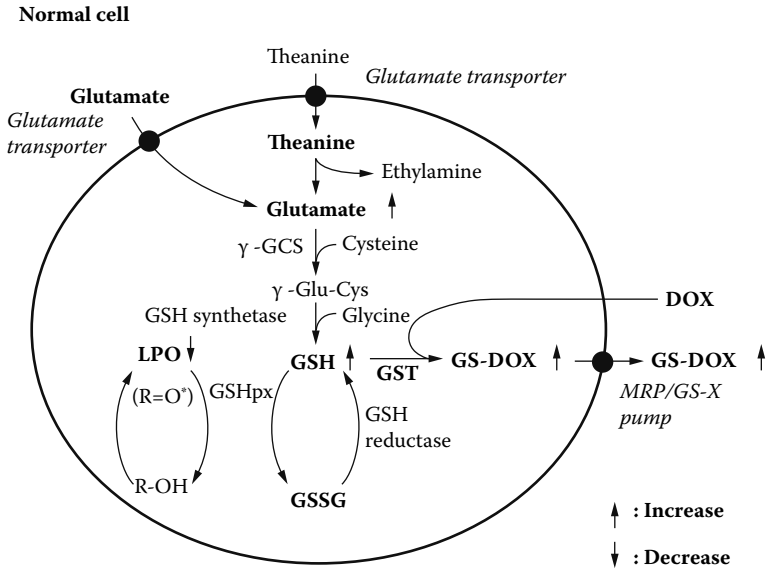 Normal cell
Theanine
Glutamate transporter
Glutamate
Glutamate
transporter
Theanine
Ethylamine
Glutamate
γ -GCS
Cysteine
γ -Glu-Cys
GSH synthetase
Glycine
DOX
LPO
GSH
GST
GS-DOX
GS-DOX
(R=O*)
GSHpx
GSH
reductase
MRP/GS-X
pump
R-OH
GSSG
: Increase
: Decrease